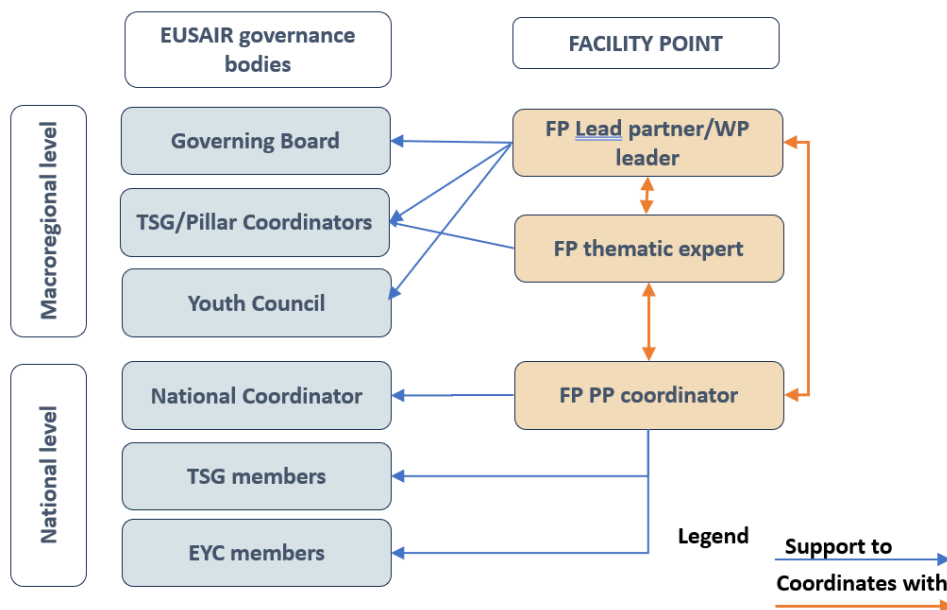 EUSAIR governance
bodies
FACILITY POINT
Macroregional level
Governing Board
FP Lead partner/WP
leader
TSG/Pillar Coordinators
FP thematic expert
Youth Council
National level
National Coordinator
FP PP coordinator
TSG members
EYC members
Legend
Support to
Coordinates with